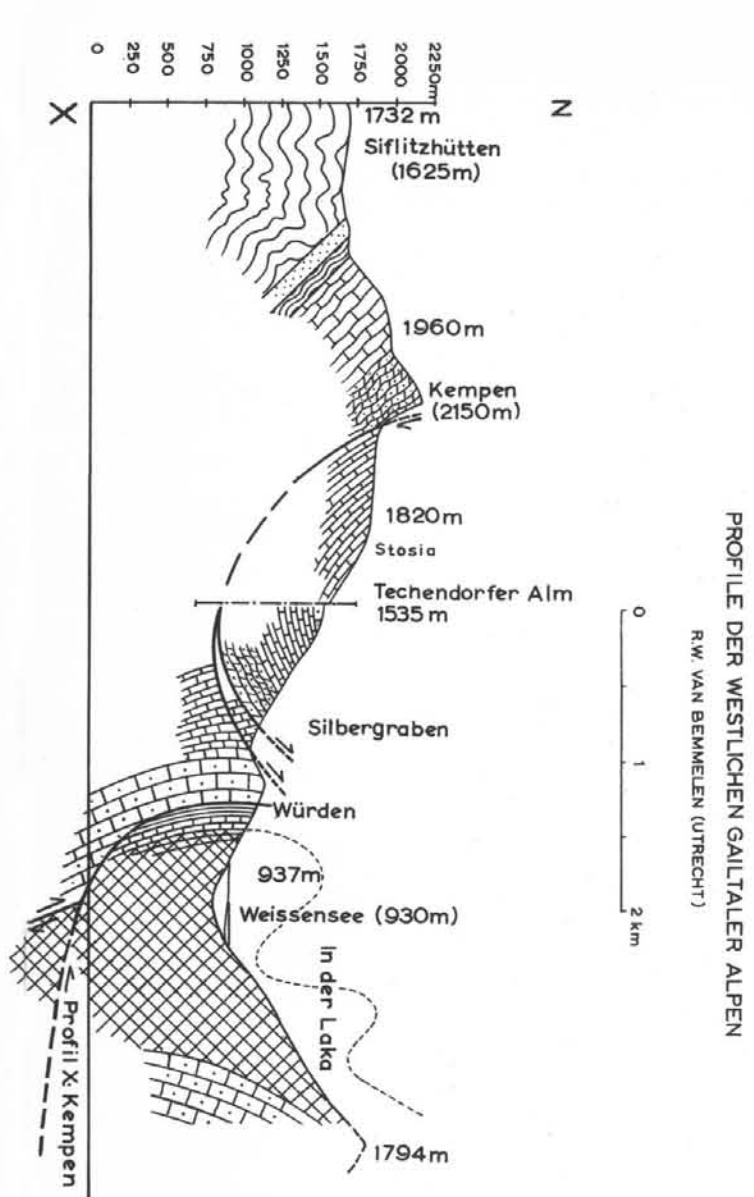 PROFILE DER WESTLICHEN GAILTALER ALPEN
R.W. VAN BEMMELEN (UTRECHT)
0
1
2 km
N
2250m
2000
1750
1500
1250
1000
750
500
250
0
X
1732 m
Siflitzhütten
(1625m)
1960m
Kempen
(2150m)
1820m
Stosia
Techendorfer Alm
1535 m
Silbergraben
Würden
937m
Weissensee (930m)
In der Laka
1794m
Profil X: Kempen